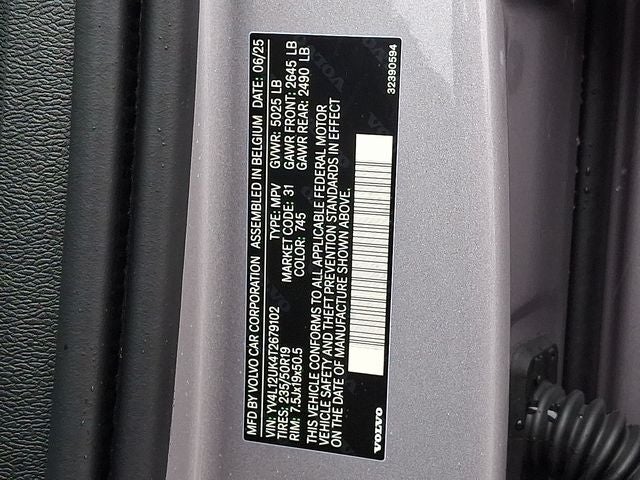 MFD BY VOLVO CAR CORPORATION ASSEMBLED IN BELGIUM DATE: 06/25
VIN: YV4L12UK4T2679102 TYPE: MPV GVWR: 5025 LB
TIRES: 235/50R19 MARKET CODE: 31 GAWR FRONT: 2645 LB
RIM: 7.5Jx19x50.5 COLOR: 745 GAWR REAR: 2490 LB
THIS VEHICLE CONFORMS TO ALL APPLICABLE FEDERAL MOTOR
VEHICLE SAFETY AND THEFT PREVENTION STANDARDS IN EFFECT
ON THE DATE OF MANUFACTURE SHOWN ABOVE.
VOLVO
32390594